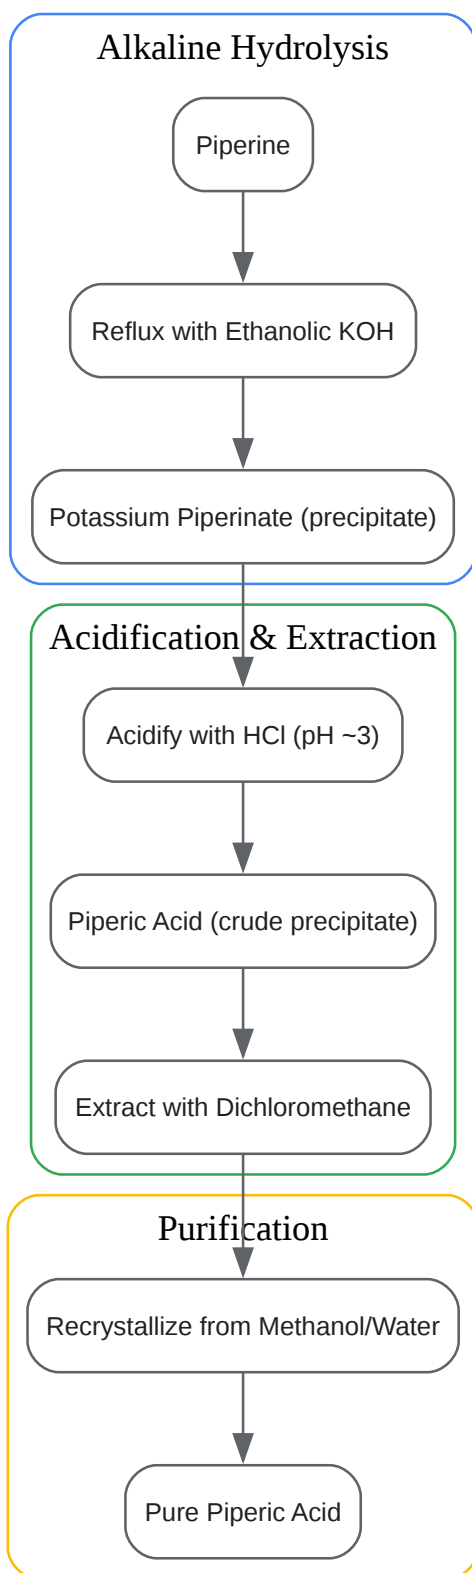 Alkaline Hydrolysis
Piperine
Reflux with Ethanolic KOH
Potassium Piperinate (precipitate)
Acidification & Extraction
Acidify with HCl (pH ~3)
Piperic Acid (crude precipitate)
Extract with Dichloromethane
Purification
Recrystallize from Methanol/Water
Pure Piperic Acid